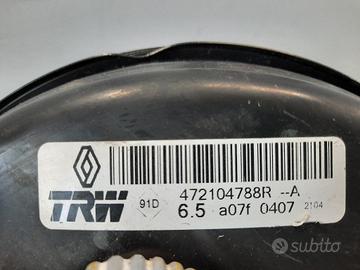 472104788R --A
TRW 91D 6.5 a07f 0407 2104
subito